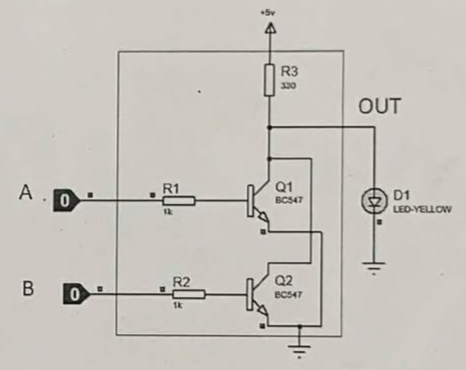 +5v
R3
330
OUT
A
0
R1
1k
Q1
BC547
D1
LED-YELLOW
B
0
R2
1k
Q2
BC547